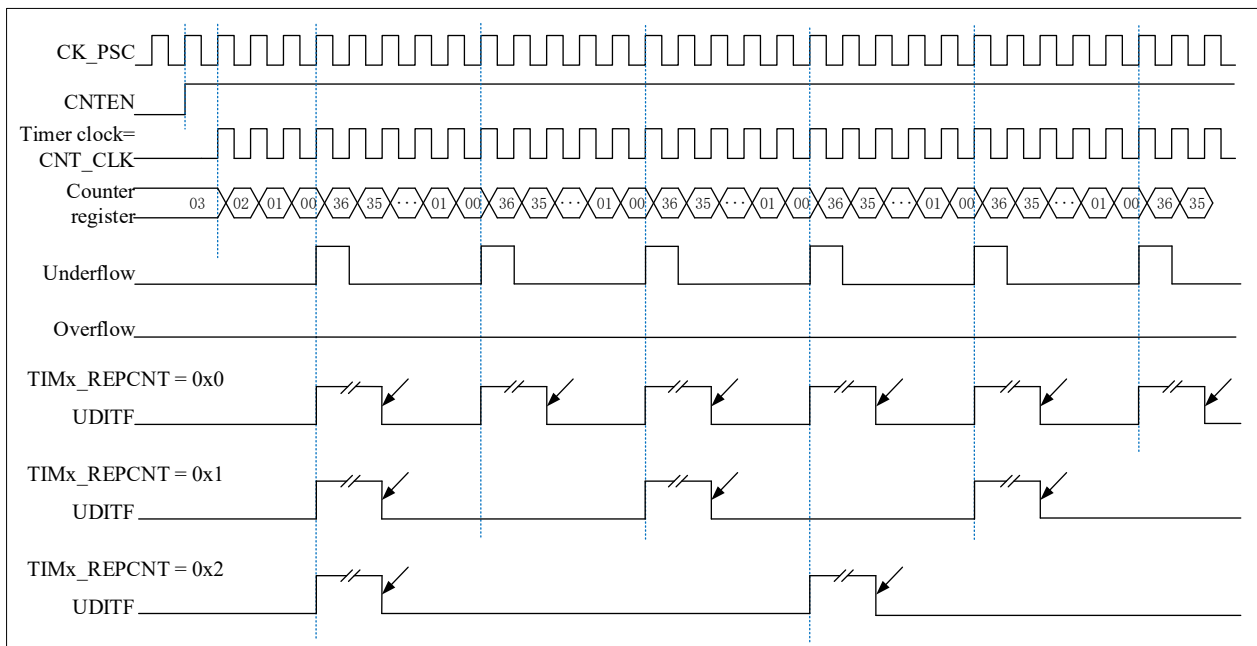 CK_PSC
CNTEN
Timer clock=
CNT_CLK
Counter
register
03 02 01 00 36 35 ··· 01 00 36 35 ··· 01 00 36 35 ··· 01 00 36 35 ··· 01 00 36 35 ··· 01 00 36 35
Underflow
Overflow
TIMx_REPCNT = 0x0
UDITF
TIMx_REPCNT = 0x1
UDITF
TIMx_REPCNT = 0x2
UDITF